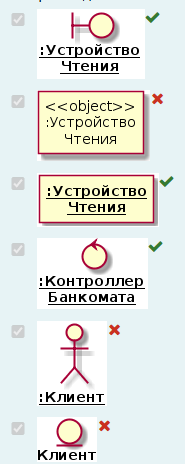 :Устройство
Чтения
<<object>>
:Устройство
Чтения
:Устройство
Чтения
:Контроллер
Банкомата
:Клиент
Клиент